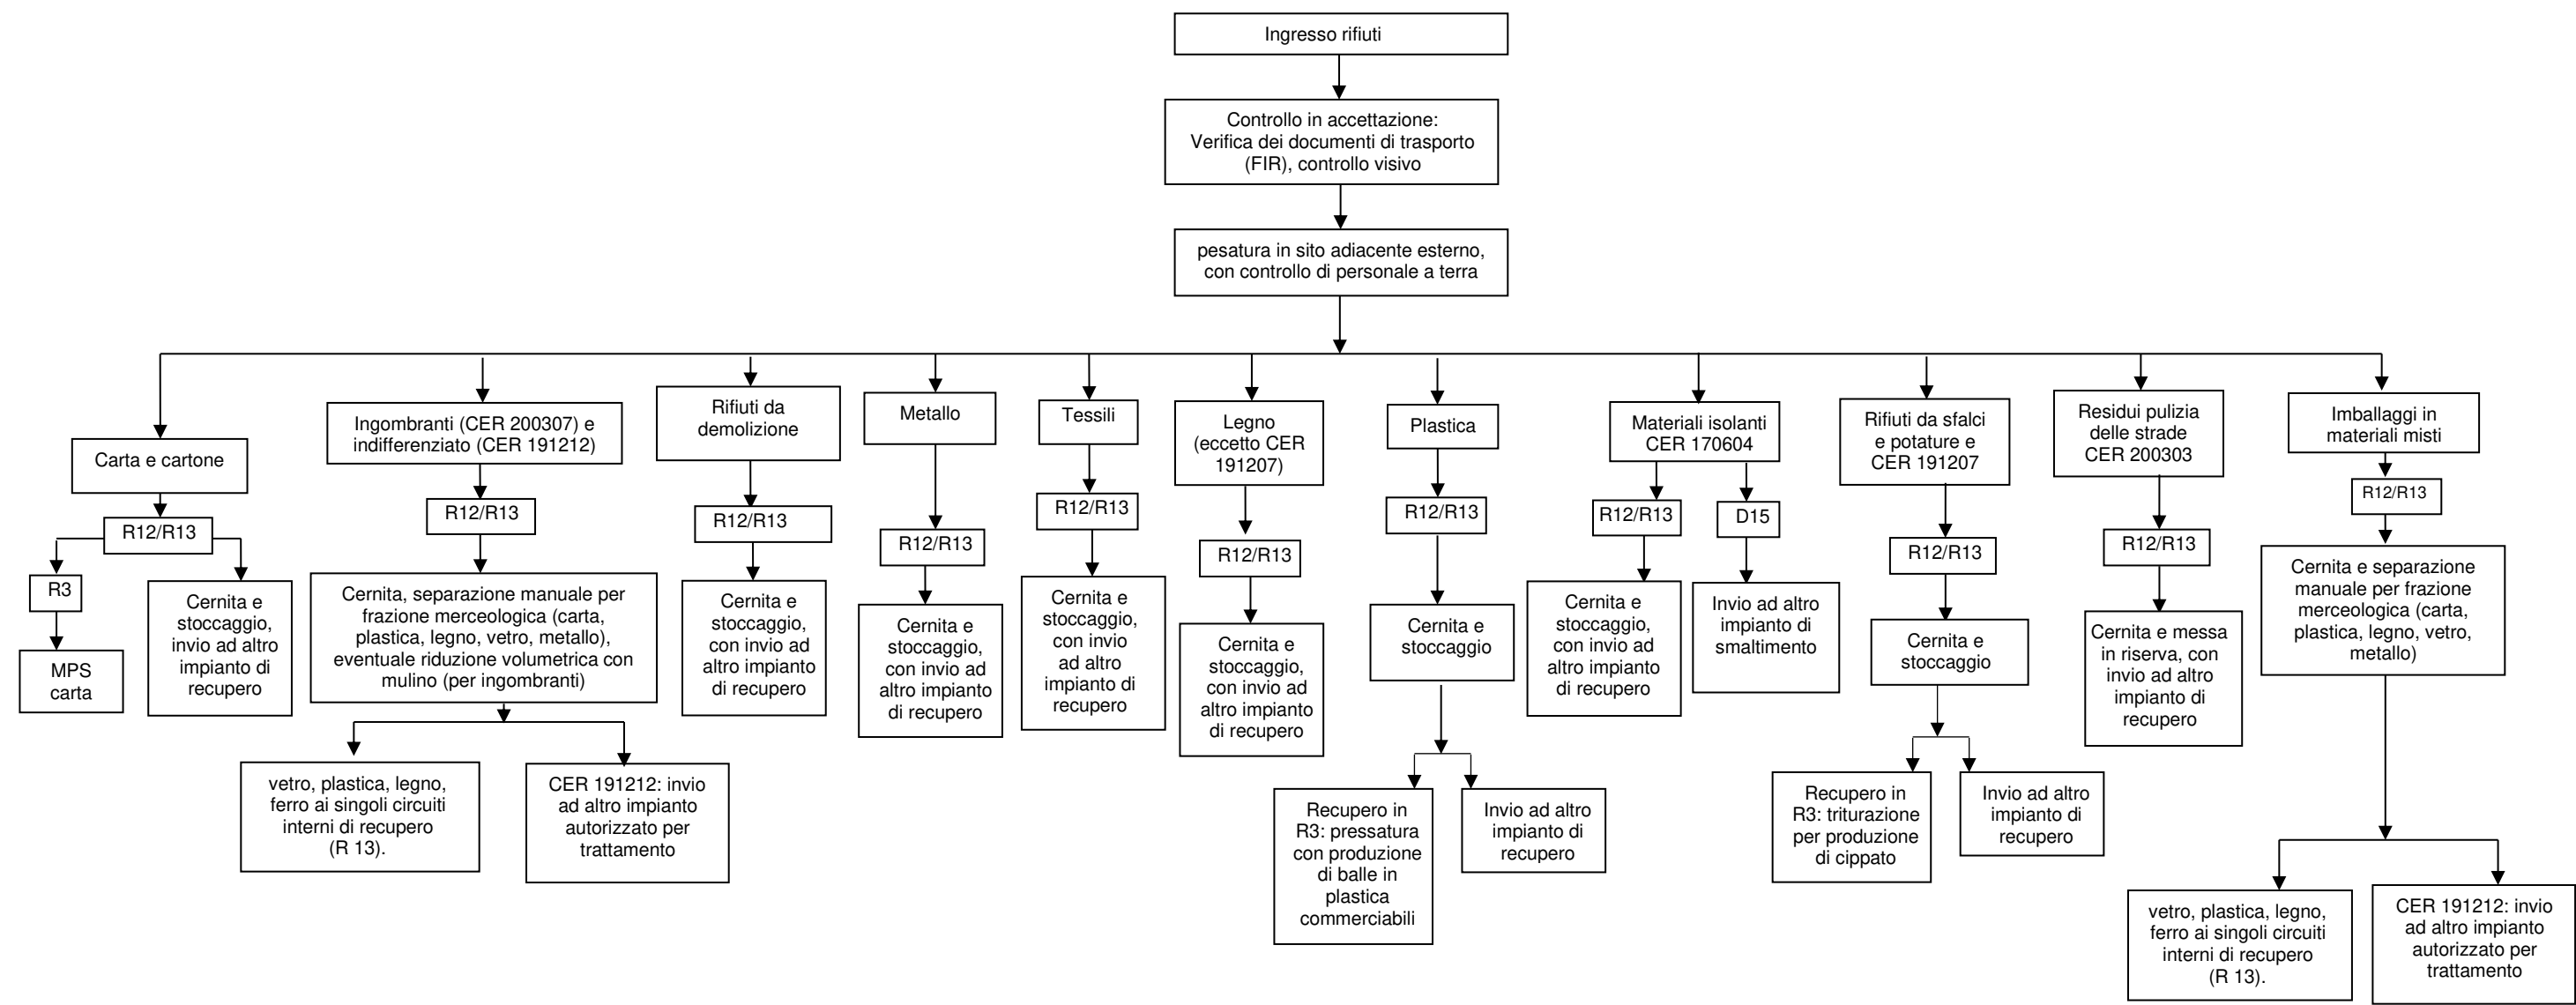 Ingresso rifiuti
Controllo in accettazione:
Verifica dei documenti di trasporto
(FIR), controllo visivo
pesatura in sito adiacente esterno,
con controllo di personale a terra
Carta e cartone
R12/R13
R3
MPS
carta
Cernita e
stoccaggio,
invio ad altro
impianto di
recupero
Ingombranti (CER 200307) e
indifferenziato (CER 191212)
R12/R13
Cernita, separazione manuale per
frazione merceologica (carta,
plastica, legno, vetro, metallo),
eventuale riduzione volumetrica con
mulino (per ingombranti)
vetro, plastica, legno,
ferro ai singoli circuiti
interni di recupero
(R 13).
CER 191212: invio
ad altro impianto
autorizzato per
trattamento
Rifiuti da
demolizione
R12/R13
Cernita e
stoccaggio,
con invio ad
altro impianto
di recupero
Metallo
R12/R13
Cernita e
stoccaggio,
con invio ad
altro impianto
di recupero
Tessili
R12/R13
Cernita e
stoccaggio,
con invio
ad altro
impianto di
recupero
Legno
(eccetto CER
191207)
R12/R13
Cernita e
stoccaggio,
con invio ad
altro impianto
di recupero
Plastica
R12/R13
Cernita e
stoccaggio
Recupero in
R3: pressatura
con produzione
di balle in
plastica
commerciabili
Invio ad altro
impianto di
recupero
Materiali isolanti
CER 170604
R12/R13
Cernita e
stoccaggio,
con invio ad
altro impianto
di recupero
D15
Invio ad altro
impianto di
smaltimento
Rifiuti da sfalci
e potature e
CER 191207
R12/R13
Cernita e
stoccaggio
Recupero in
R3: triturazione
per produzione
di cippato
Invio ad altro
impianto di
recupero
Residui pulizia
delle strade
CER 200303
R12/R13
Cernita e messa
in riserva, con
invio ad altro
impianto di
recupero
Imballaggi in
materiali misti
R12/R13
Cernita e separazione
manuale per frazione
merceologica (carta,
plastica, legno, vetro,
metallo)
vetro, plastica, legno,
ferro ai singoli circuiti
interni di recupero
(R 13).
CER 191212: invio
ad altro impianto
autorizzato per
trattamento